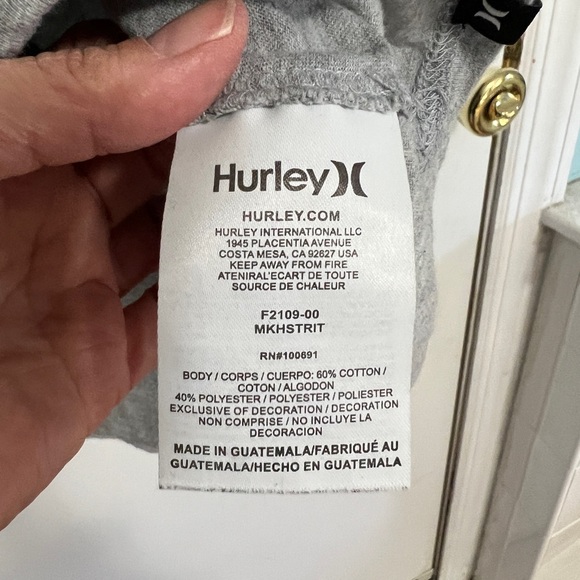 Hurley
HURLEY.COM
HURLEY INTERNATIONAL LLC
1945 PLACENTIA AVENUE
COSTA MESA, CA 92627 USA
KEEP AWAY FROM FIRE
ATENIRAL'ECART DE TOUTE
SOURCE DE CHALEUR
F2109-00
MKHSTRIT
RN#100691
BODY / CORPS / CUERPO: 60% COTTON /
COTON / ALGODON
40% POLYESTER / POLYESTER / POLIESTER
EXCLUSIVE OF DECORATION / DECORATION
NON COMPRISE / NO INCLUYE LA
DECORACION
MADE IN GUATEMALA/FABRIQUÉ AU
GUATEMALA/HECHO EN GUATEMALA